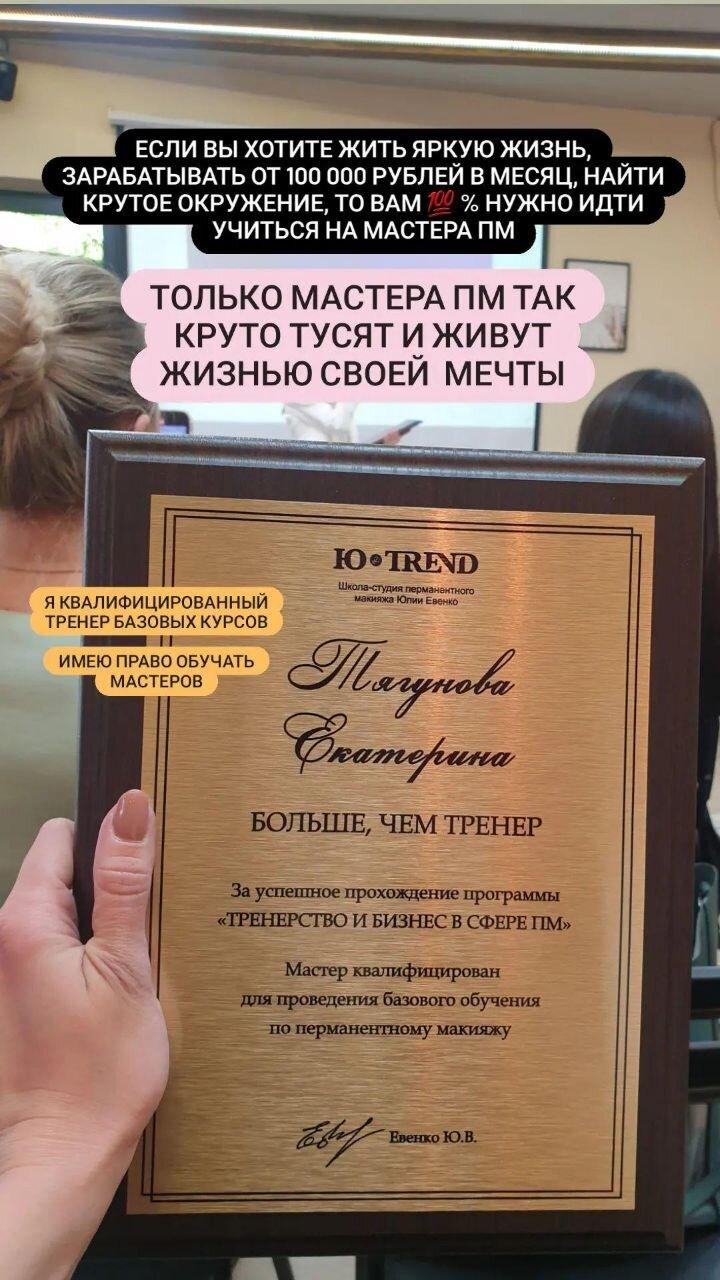 ЕСЛИ ВЫ ХОТИТЕ ЖИТЬ ЯРКУЮ ЖИЗНЬ,
ЗАРАБАТЫВАТЬ ОТ 100 000 РУБЛЕЙ В МЕСЯЦ, НАЙТИ
КРУТОЕ ОКРУЖЕНИЕ, ТО ВАМ 💯 % НУЖНО ИДТИ
УЧИТЬСЯ НА МАСТЕРА ПМ
ТОЛЬКО МАСТЕРА ПМ ТАК
КРУТО ТУСЯТ И ЖИВУТ
ЖИЗНЬЮ СВОЕЙ МЕЧТЫ
Ю•TREND
Школа-студия перманентного
макияжа Юлии Евенко
Я КВАЛИФИЦИРОВАННЫЙ
ТРЕНЕР БАЗОВЫХ КУРСОВ
ИМЕЮ ПРАВО ОБУЧАТЬ
МАСТЕРОВ
Тягунова
Екатерина
БОЛЬШЕ, ЧЕМ ТРЕНЕР
За успешное прохождение программы
«ТРЕНЕРСТВО И БИЗНЕС В СФЕРЕ ПМ»
Мастер квалифицирован
для проведения базового обучения
по перманентному макияжу
Евенко Ю.В.